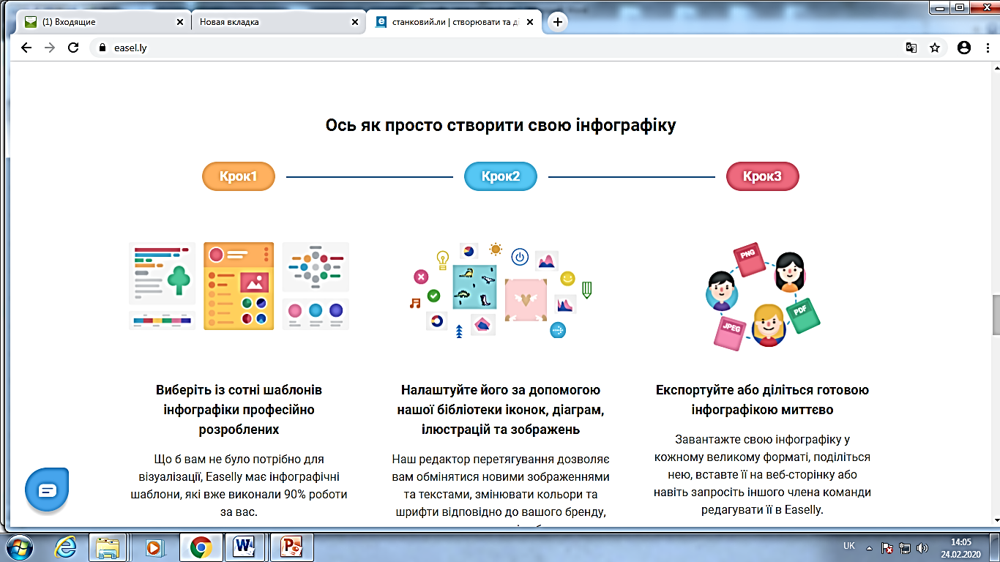 (1) Входящие
Новая вкладка
станковий.ли | створювати та ді
easel.ly
Ось як просто створити свою інфографіку
Крок1
Крок2
Крок3
PNG
JPEG
PDF
Виберіть із сотні шаблонів
інфографіки професійно
розроблених
Що б вам не було потрібно для
візуалізації, Easelly має інфографічні
шаблони, які вже виконали 90% роботи
за вас.
Налаштуйте його за допомогою
нашої бібліотеки іконок, діаграм,
ілюстрацій та зображень
Наш редактор перетягування дозволяє
вам обмінятися новими зображеннями
та текстами, змінювати кольори та
шрифти відповідно до вашого бренду,
Експортуйте або діліться готовою
інфографікою миттєво
Завантажте свою інфографіку у
кожному великому форматі, поділіться
нею, вставте її на веб-сторінку або
навіть запросіть іншого члена команди
редагувати її в Easelly.
UK
14:05
24.02.2020